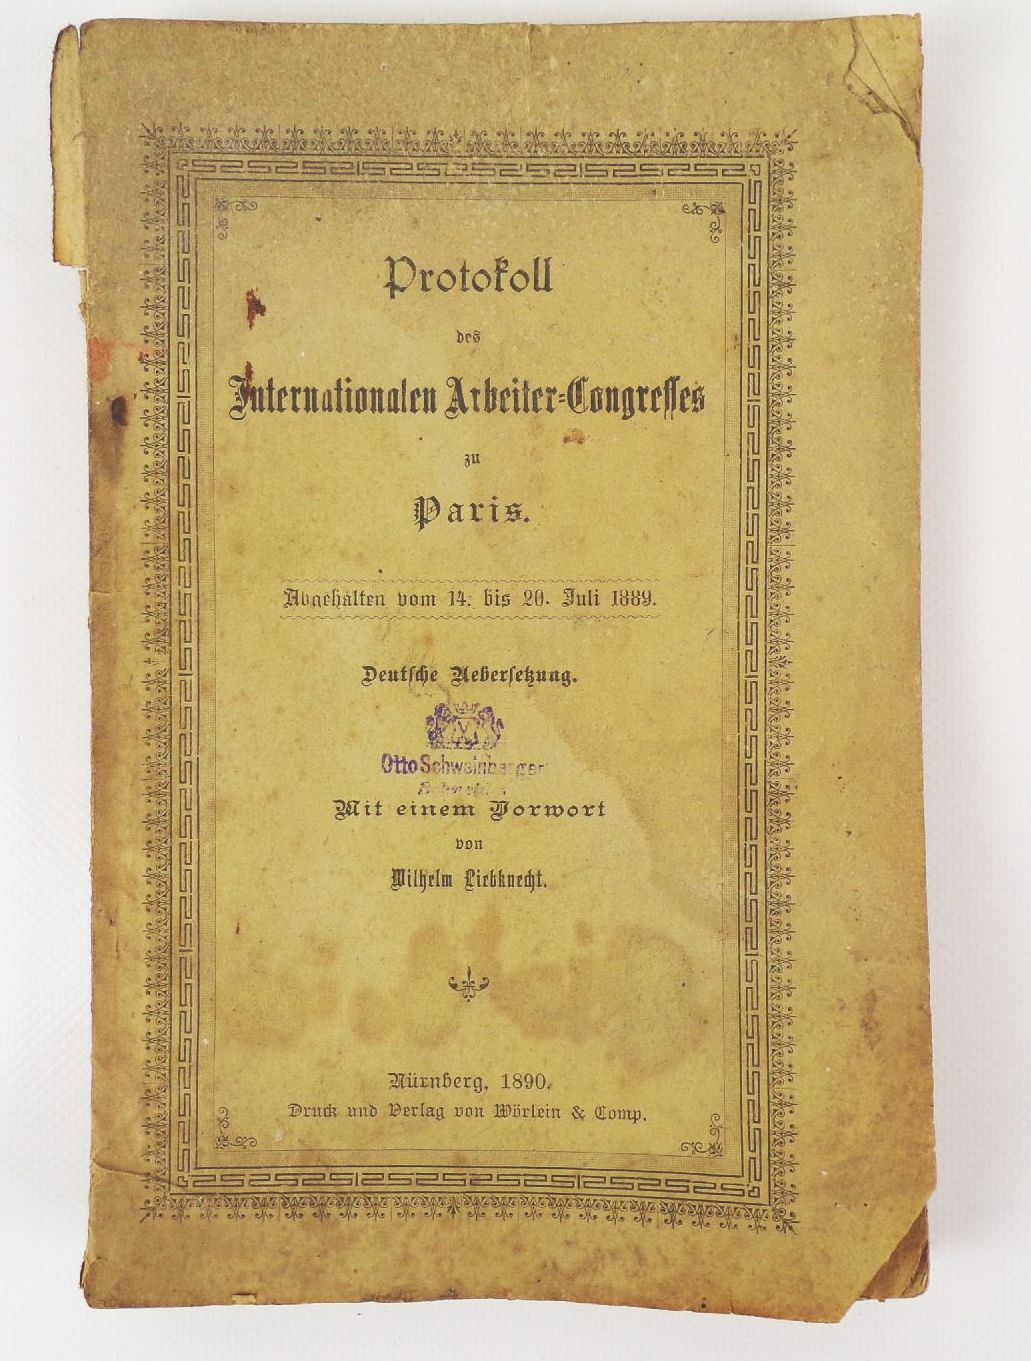 Protokoll
des
Internationalen Arbeiter-Congresses
zu
Paris.
Abgehalten vom 14. bis 20. Juli 1889.
Deutsche Uebersetzung.
Otto Schweinberger
Mit einem Vorwort
von
Wilhelm Liebknecht.
Nürnberg, 1890.
Druck und Verlag von Wörlein & Comp.